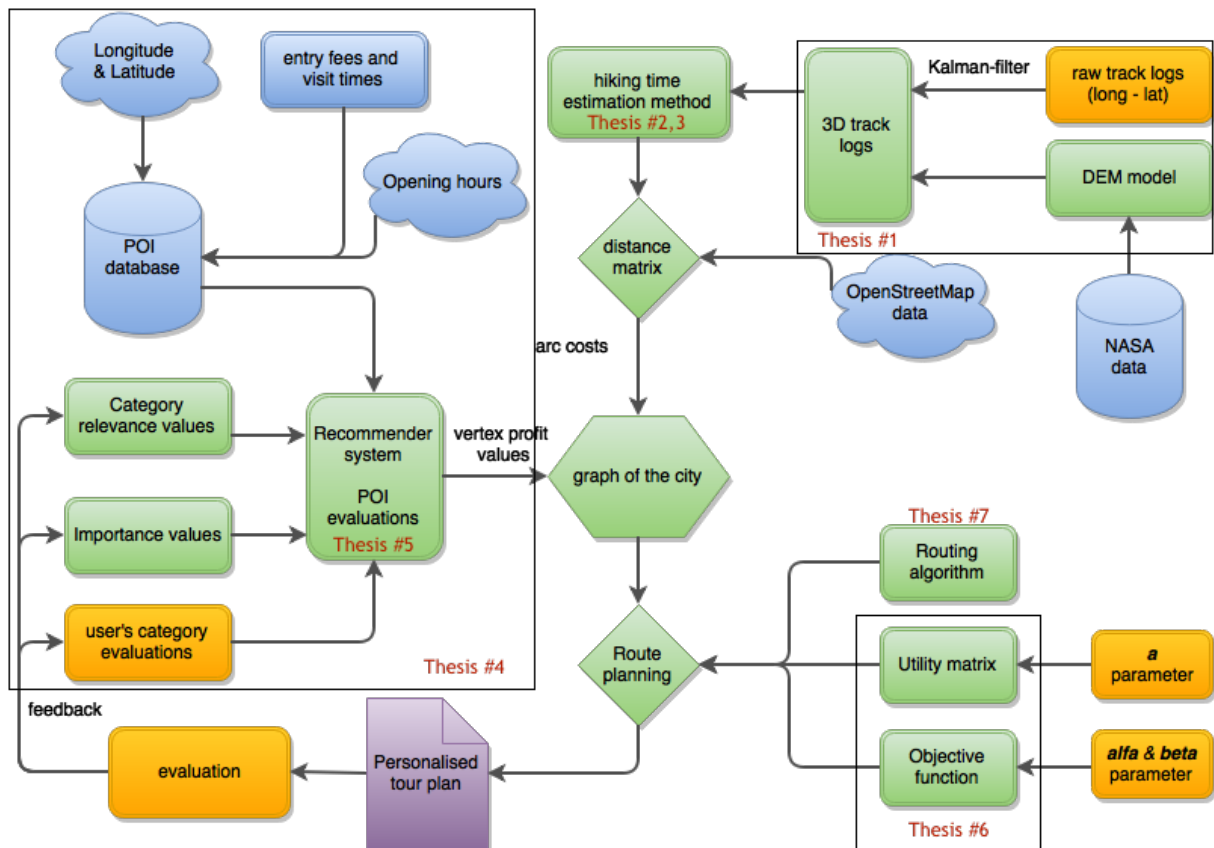 Longitude
& Latitude
entry fees and
visit times
Opening hours
POI
database
hiking time
estimation method
Thesis #2,3
Kalman-filter
raw track logs
(long - lat)
3D track
logs
DEM model
Thesis #1
distance
matrix
OpenStreetMap
data
NASA
data
arc costs
Category
relevance values
Recommender
system
POI
evaluations
Thesis #5
vertex profit
values
graph of the city
Importance values
user's category
evaluations
Thesis #4
Thesis #7
Routing
algorithm
Route
planning
Utility matrix
a
parameter
Objective
function
alfa & beta
parameter
Thesis #6
feedback
evaluation
Personalised
tour plan